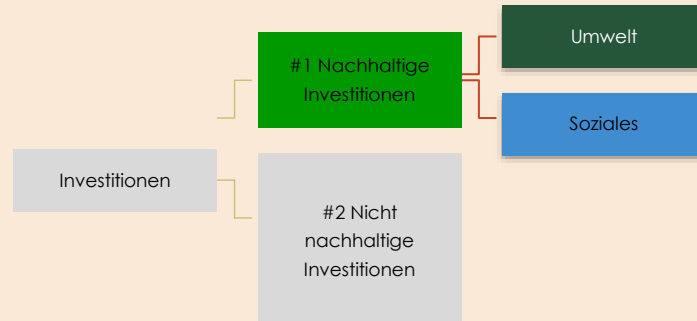 Investitionen
#1 Nachhaltige
Investitionen
Umwelt
Soziales
#2 Nicht
nachhaltige
Investitionen